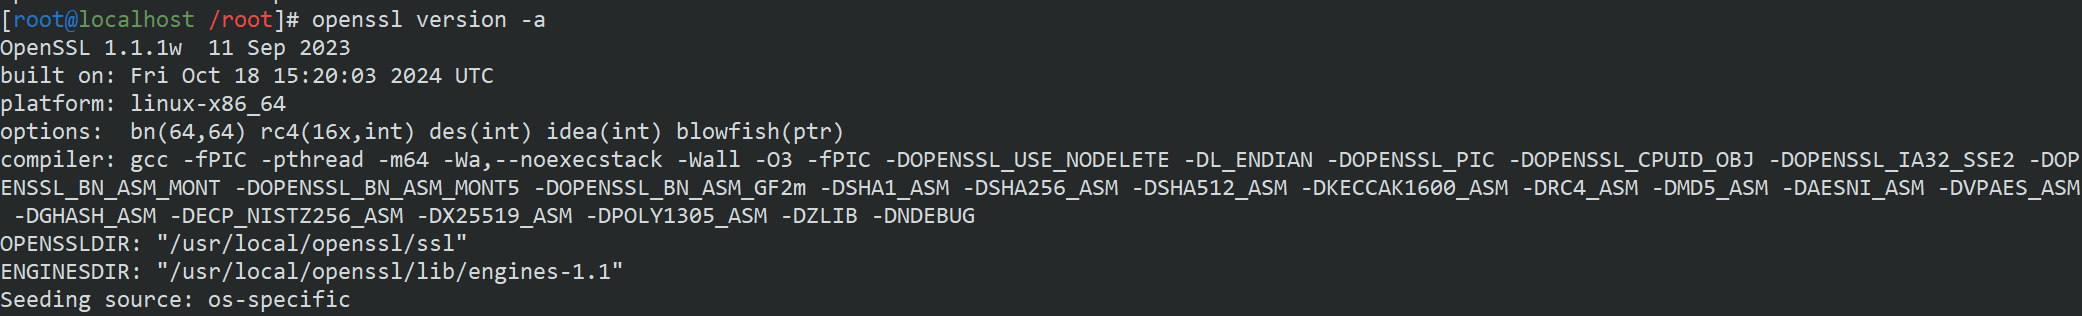 [root@localhost /root]# openssl version -a
OpenSSL 1.1.1w  11 Sep 2023
built on: Fri Oct 18 15:20:03 2024 UTC
platform: linux-x86_64
options:  bn(64,64) rc4(16x,int) des(int) idea(int) blowfish(ptr)
compiler: gcc -fPIC -pthread -m64 -Wa,--noexecstack -Wall -O3 -fPIC -DOPENSSL_USE_NODELETE -DL_ENDIAN -DOPENSSL_PIC -DOPENSSL_CPUID_OBJ -DOPENSSL_IA32_SSE2 -DOP
ENSSL_BN_ASM_MONT -DOPENSSL_BN_ASM_MONT5 -DOPENSSL_BN_ASM_GF2m -DSHA1_ASM -DSHA256_ASM -DSHA512_ASM -DKECCAK1600_ASM -DRC4_ASM -DMD5_ASM -DAESNI_ASM -DVPAES_ASM
 -DGHASH_ASM -DECP_NISTZ256_ASM -DX25519_ASM -DPOLY1305_ASM -DZLIB -DNDEBUG
OPENSSLDIR: "/usr/local/openssl/ssl"
ENGINESDIR: "/usr/local/openssl/lib/engines-1.1"
Seeding source: os-specific